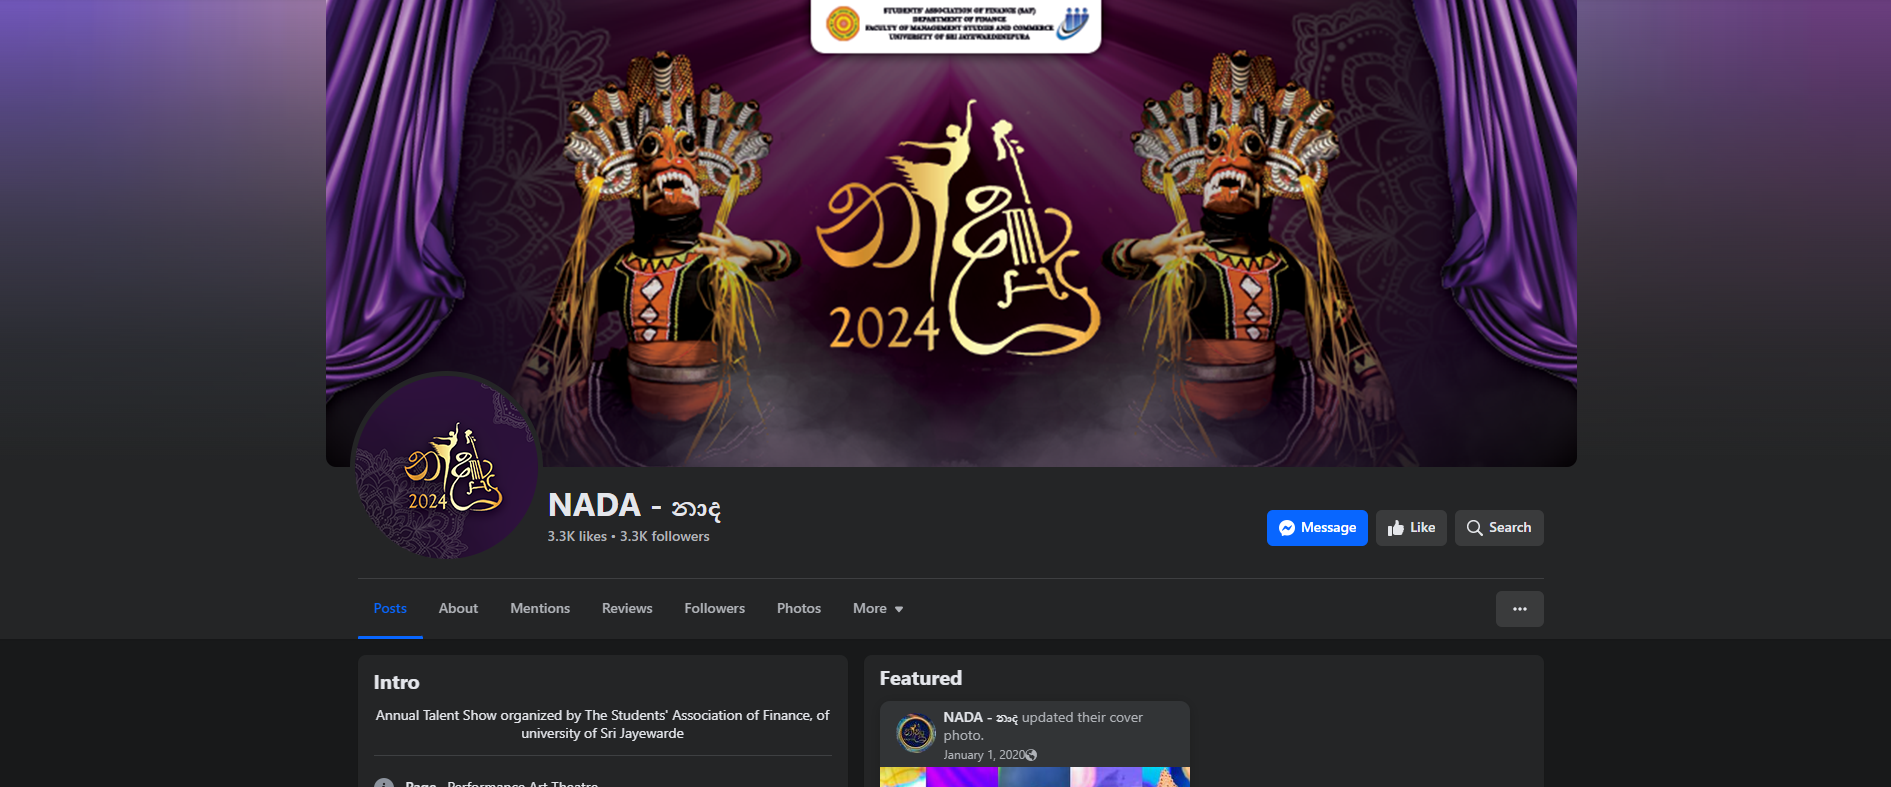 STUDENTS' ASSOCIATION OF FINANCE (SAF)
DEPARTMENT OF FINANCE
FACULTY OF MANAGEMENT STUDIES AND COMMERCE
UNIVERSITY OF SRI JAYEWARDENEPURA
නාද
2024
නාද
2024
NADA - නාද
3.3K likes • 3.3K followers
Message
Like
Search
Posts
About
Mentions
Reviews
Followers
Photos
More
Intro
Annual Talent Show organized by The Students' Association of Finance, of
university of Sri Jayewarde
Page · Performance Art Theatre
Featured
NADA - නාද updated their cover
photo.
January 1, 2020